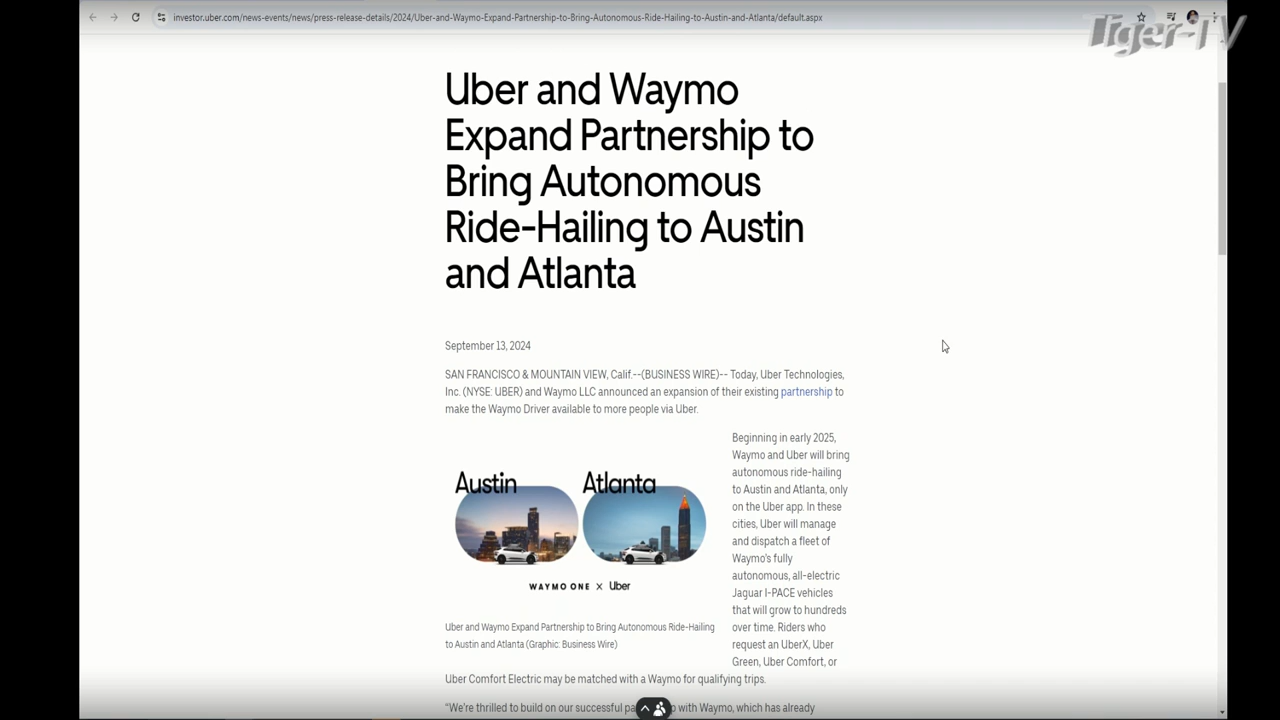 investor.uber.com/news-events/news/press-release-details/2024/Uber-and-Waymo-Expand-Partnership-to-Bring-Autonomous-Ride-Hailing-to-Austin-and-Atlanta/default.aspx
Tiger-TV
Uber and Waymo
Expand Partnership to
Bring Autonomous
Ride-Hailing to Austin
and Atlanta
September 13, 2024
SAN FRANCISCO & MOUNTAIN VIEW, Calif.--(BUSINESS WIRE)-- Today, Uber Technologies,
Inc. (NYSE: UBER) and Waymo LLC announced an expansion of their existing partnership to
make the Waymo Driver available to more people via Uber.
Austin
Atlanta
WAYMO ONE × Uber
Uber and Waymo Expand Partnership to Bring Autonomous Ride-Hailing
to Austin and Atlanta (Graphic: Business Wire)
Beginning in early 2025,
Waymo and Uber will bring
autonomous ride-hailing
to Austin and Atlanta, only
on the Uber app. In these
cities, Uber will manage
and dispatch a fleet of
Waymo's fully
autonomous, all-electric
Jaguar I-PACE vehicles
that will grow to hundreds
over time. Riders who
request an UberX, Uber
Green, Uber Comfort, or
Uber Comfort Electric may be matched with a Waymo for qualifying trips.
"We're thrilled to build on our successful pa p with Waymo, which has already